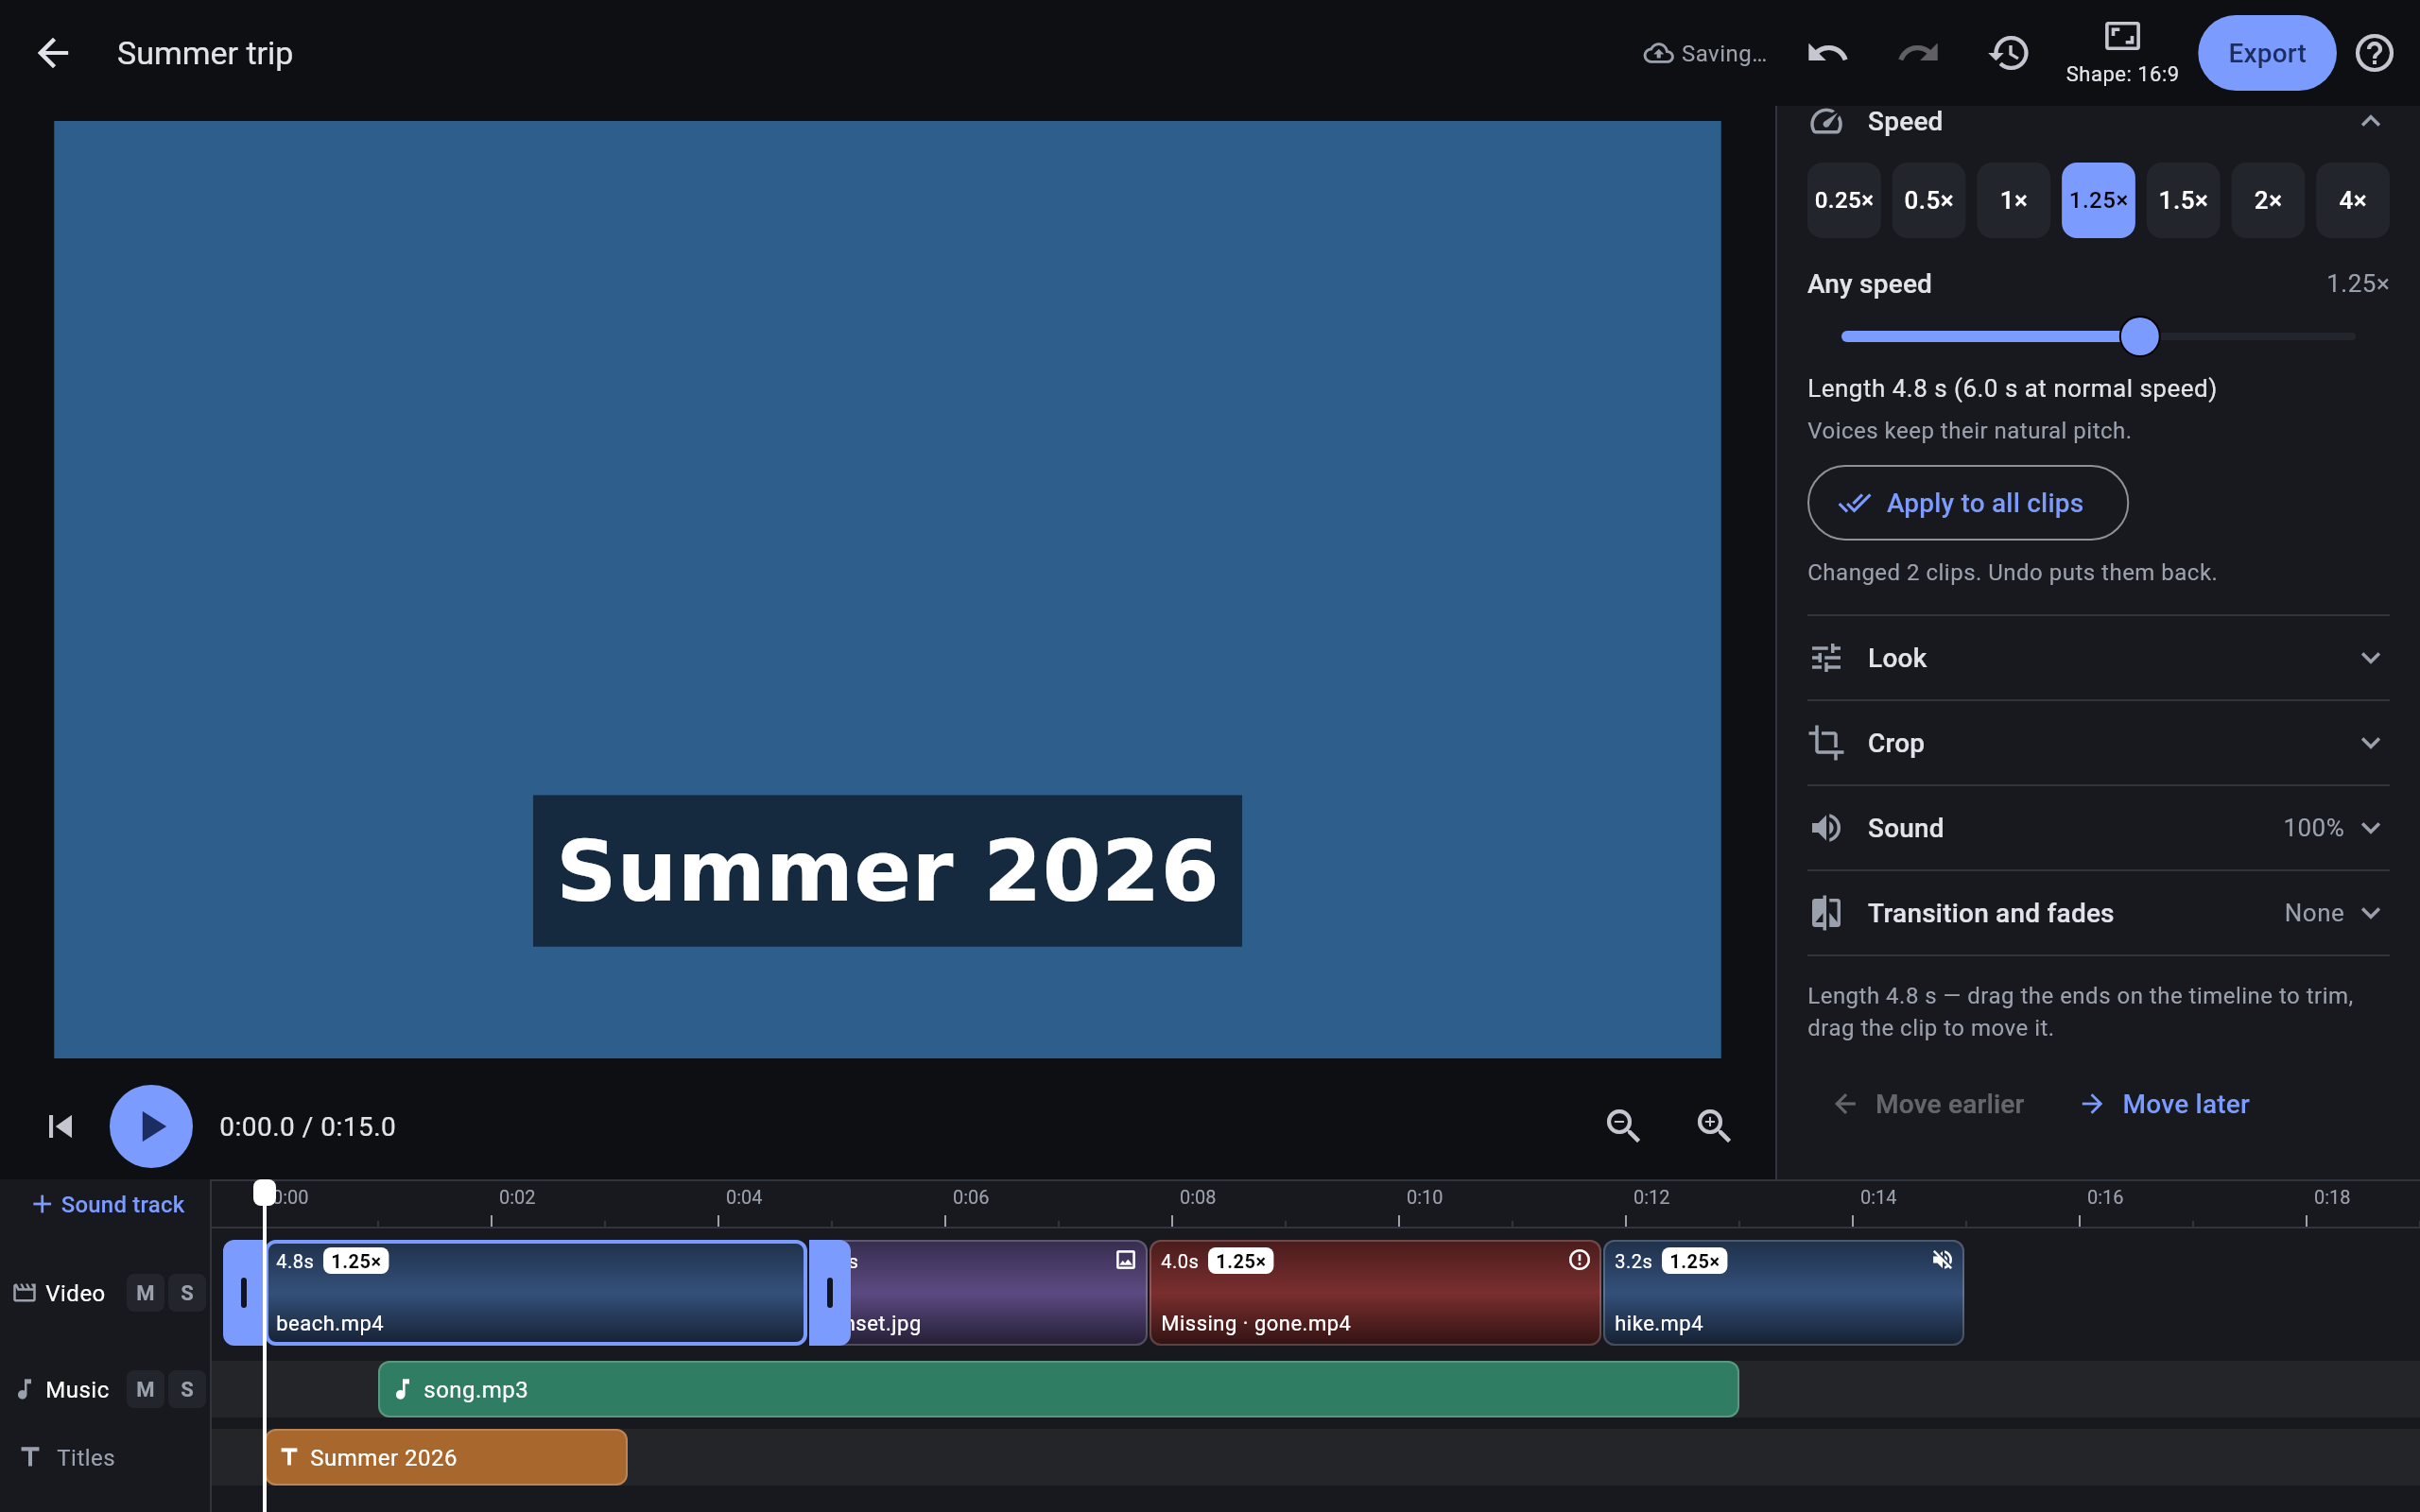 Summer trip
Saving…
Shape: 16:9
Export
Speed
0.25× 0.5× 1× 1.25× 1.5× 2× 4×
Any speed 1.25×
Length 4.8 s (6.0 s at normal speed)
Voices keep their natural pitch.
Apply to all clips
Changed 2 clips. Undo puts them back.
Look
Crop
Sound 100%
Transition and fades None
Length 4.8 s — drag the ends on the timeline to trim,
drag the clip to move it.
Move earlier Move later
Summer 2026
0:00.0 / 0:15.0
+ Sound track
0:00 0:02 0:04 0:06 0:08 0:10 0:12 0:14 0:16 0:18
Video M S
4.8s 1.25×
beach.mp4
s
nset.jpg
4.0s 1.25×
Missing · gone.mp4
3.2s 1.25×
hike.mp4
Music M S
song.mp3
Titles
T Summer 2026